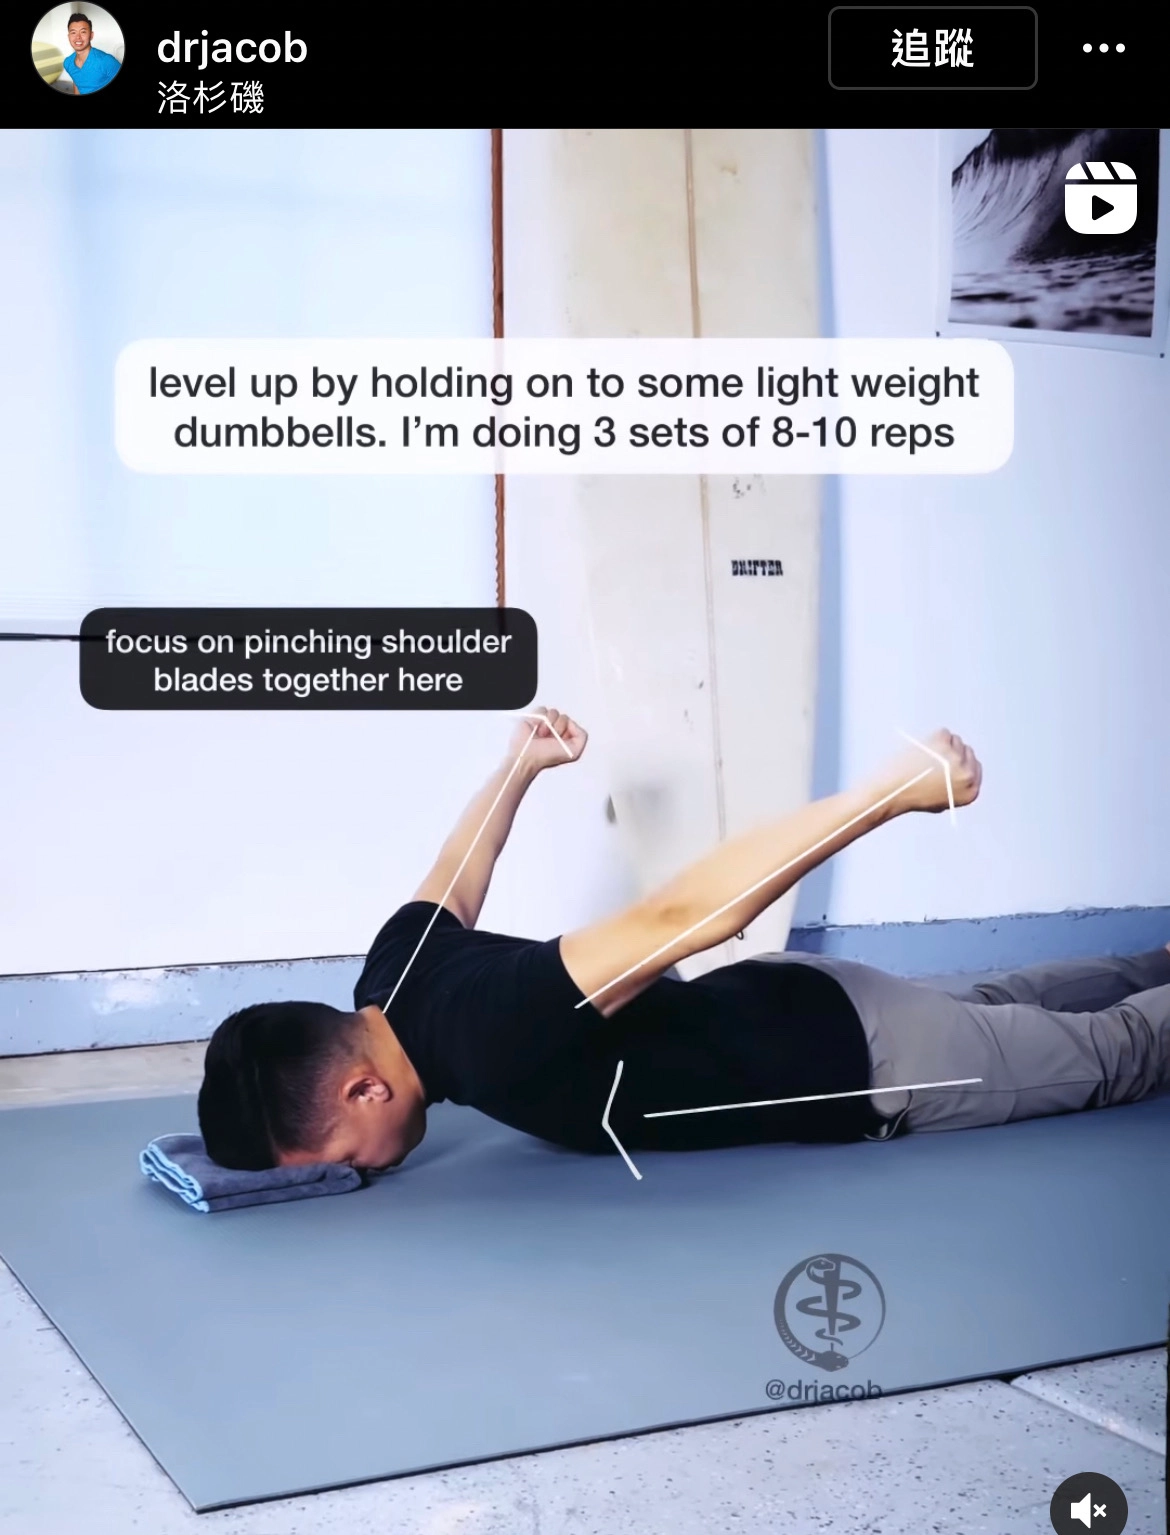 drjacob
洛杉磯
追蹤
level up by holding on to some light weight
dumbbells. I'm doing 3 sets of 8-10 reps
DRIFTER
focus on pinching shoulder
blades together here
@drjacob